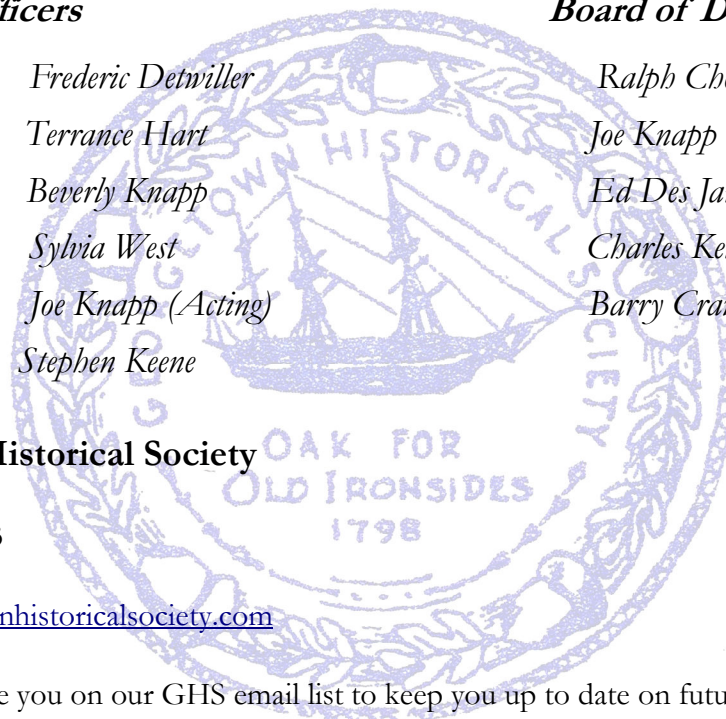 ficers
Board of D
Frederic Detwiller
Ralph Ch
Terrance Hart
Joe Knapp
Beverly Knapp
Ed Des Ja
Sylvia West
Charles Ke
Joe Knapp (Acting)
Barry Cra
Stephen Keene
Historical Society
nhistoricalsociety.com
e you on our GHS email list to keep you up to date on futu
GEORGETOWN HISTORICAL SOCIETY
OAK FOR
OLD IRONSIDES
1798